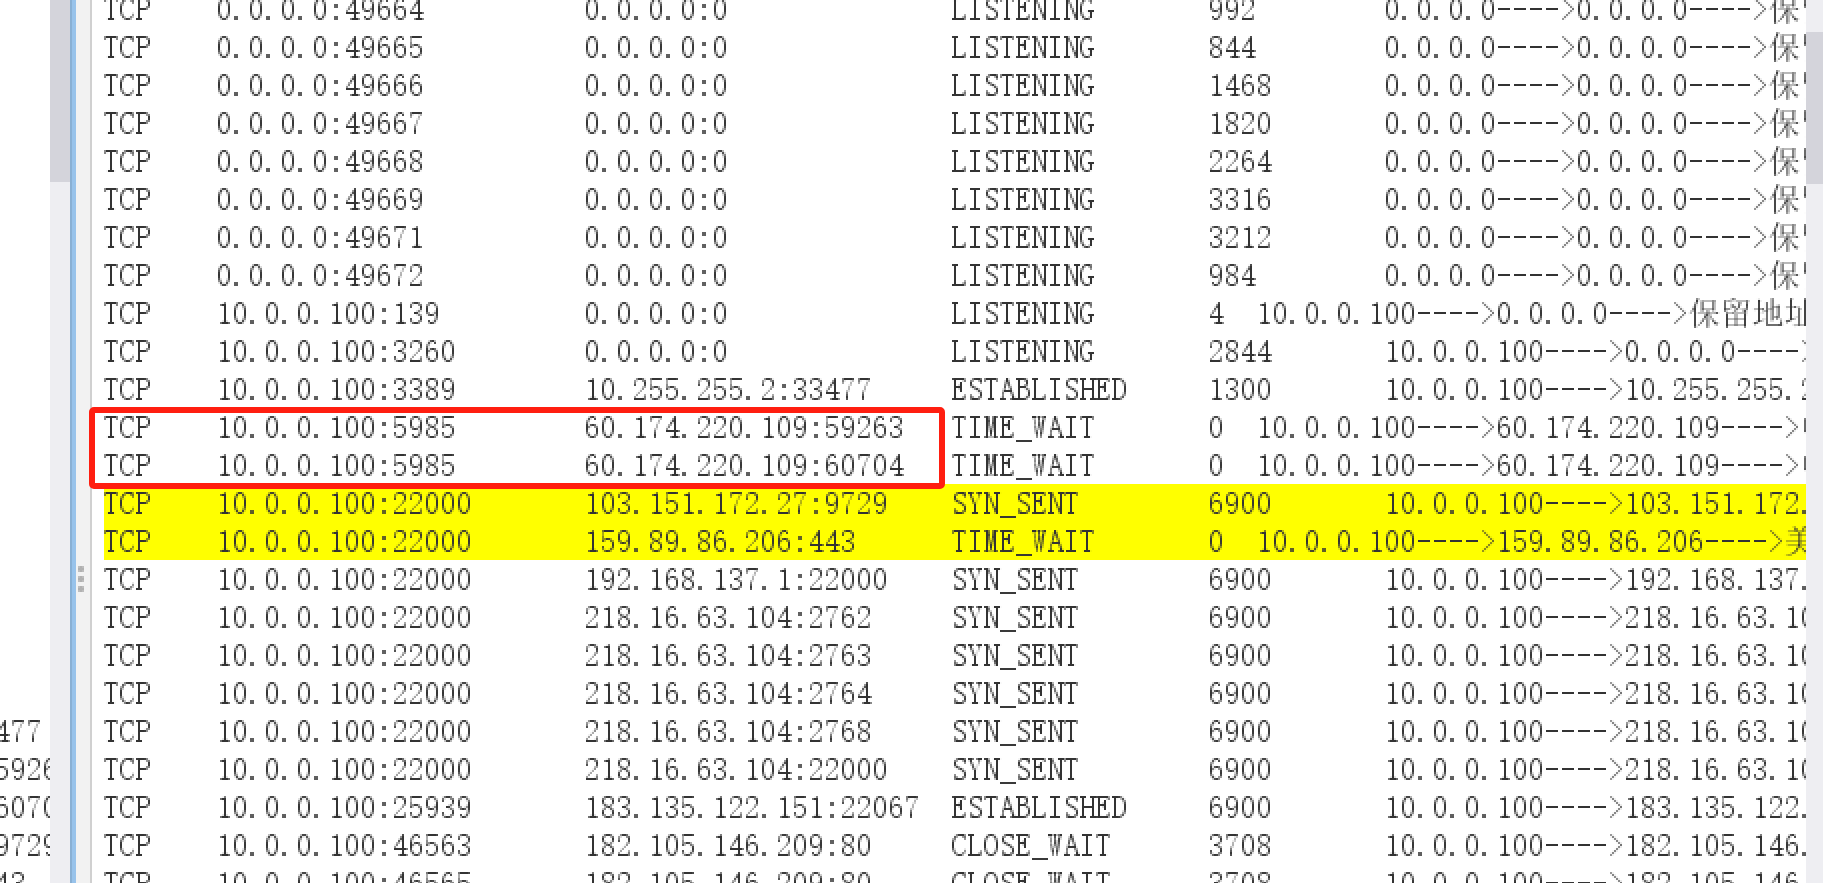 TCP 0.0.0.0:49664 0.0.0.0:0 LISTENING 992 0.0.0.0---->0.0.0.0---->保
TCP 0.0.0.0:49665 0.0.0.0:0 LISTENING 844 0.0.0.0---->0.0.0.0---->保
TCP 0.0.0.0:49666 0.0.0.0:0 LISTENING 1468 0.0.0.0---->0.0.0.0---->保
TCP 0.0.0.0:49667 0.0.0.0:0 LISTENING 1820 0.0.0.0---->0.0.0.0---->保
TCP 0.0.0.0:49668 0.0.0.0:0 LISTENING 2264 0.0.0.0---->0.0.0.0---->保
TCP 0.0.0.0:49669 0.0.0.0:0 LISTENING 3316 0.0.0.0---->0.0.0.0---->保
TCP 0.0.0.0:49671 0.0.0.0:0 LISTENING 3212 0.0.0.0---->0.0.0.0---->保
TCP 0.0.0.0:49672 0.0.0.0:0 LISTENING 984 0.0.0.0---->0.0.0.0---->保
TCP 10.0.0.100:139 0.0.0.0:0 LISTENING 4 10.0.0.100---->0.0.0.0---->保留地址
TCP 10.0.0.100:3260 0.0.0.0:0 LISTENING 2844 10.0.0.100---->0.0.0.0---->
TCP 10.0.0.100:3389 10.255.255.2:33477 ESTABLISHED 1300 10.0.0.100---->10.255.255.2
TCP 10.0.0.100:5985 60.174.220.109:59263 TIME_WAIT 0 10.0.0.100---->60.174.220.109---->
TCP 10.0.0.100:5985 60.174.220.109:60704 TIME_WAIT 0 10.0.0.100---->60.174.220.109---->
TCP 10.0.0.100:22000 103.151.172.27:9729 SYN_SENT 6900 10.0.0.100---->103.151.172.
TCP 10.0.0.100:22000 159.89.86.206:443 TIME_WAIT 0 10.0.0.100---->159.89.86.206---->美
TCP 10.0.0.100:22000 192.168.137.1:22000 SYN_SENT 6900 10.0.0.100---->192.168.137.
TCP 10.0.0.100:22000 218.16.63.104:2762 SYN_SENT 6900 10.0.0.100---->218.16.63.10
TCP 10.0.0.100:22000 218.16.63.104:2763 SYN_SENT 6900 10.0.0.100---->218.16.63.10
TCP 10.0.0.100:22000 218.16.63.104:2764 SYN_SENT 6900 10.0.0.100---->218.16.63.10
477 TCP 10.0.0.100:22000 218.16.63.104:2768 SYN_SENT 6900 10.0.0.100---->218.16.63.10
5926 TCP 10.0.0.100:22000 218.16.63.104:22000 SYN_SENT 6900 10.0.0.100---->218.16.63.10
6070 TCP 10.0.0.100:25939 183.135.122.151:22067 ESTABLISHED 6900 10.0.0.100---->183.135.122.
9729 TCP 10.0.0.100:46563 182.105.146.209:80 CLOSE_WAIT 3708 10.0.0.100---->182.105.146.
43 TCP 10.0.0.100:46565 182.105.146.209:80 CLOSE_WAIT 3708 10.0.0.100---->182.105.146